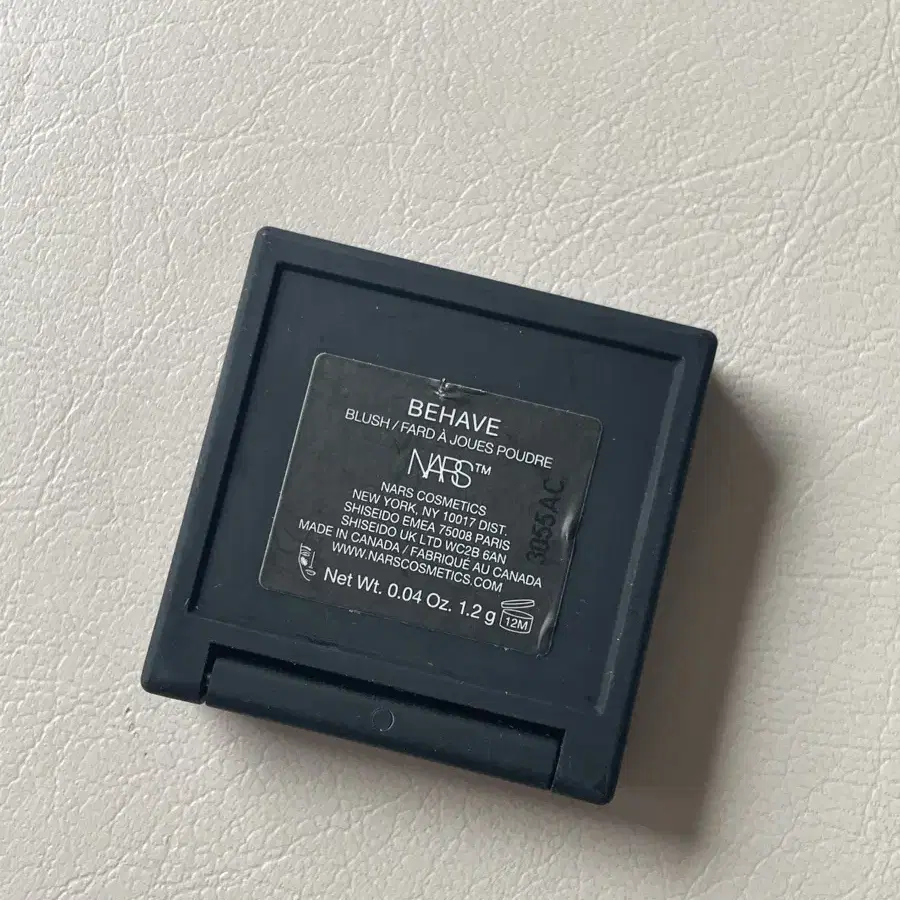 BEHAVE
BLUSH / FARD À JOUES POUDRE
NARS™
NARS COSMETICS
NEW YORK, NY 10017 DIST.
SHISEIDO EMEA 75008 PARIS
SHISEIDO UK LTD WC2B 6AN
MADE IN CANADA / FABRIQUÉ AU CANADA
WWW.NARSCOSMETICS.COM
Net Wt. 0.04 Oz. 1.2 g
12M
3055AC